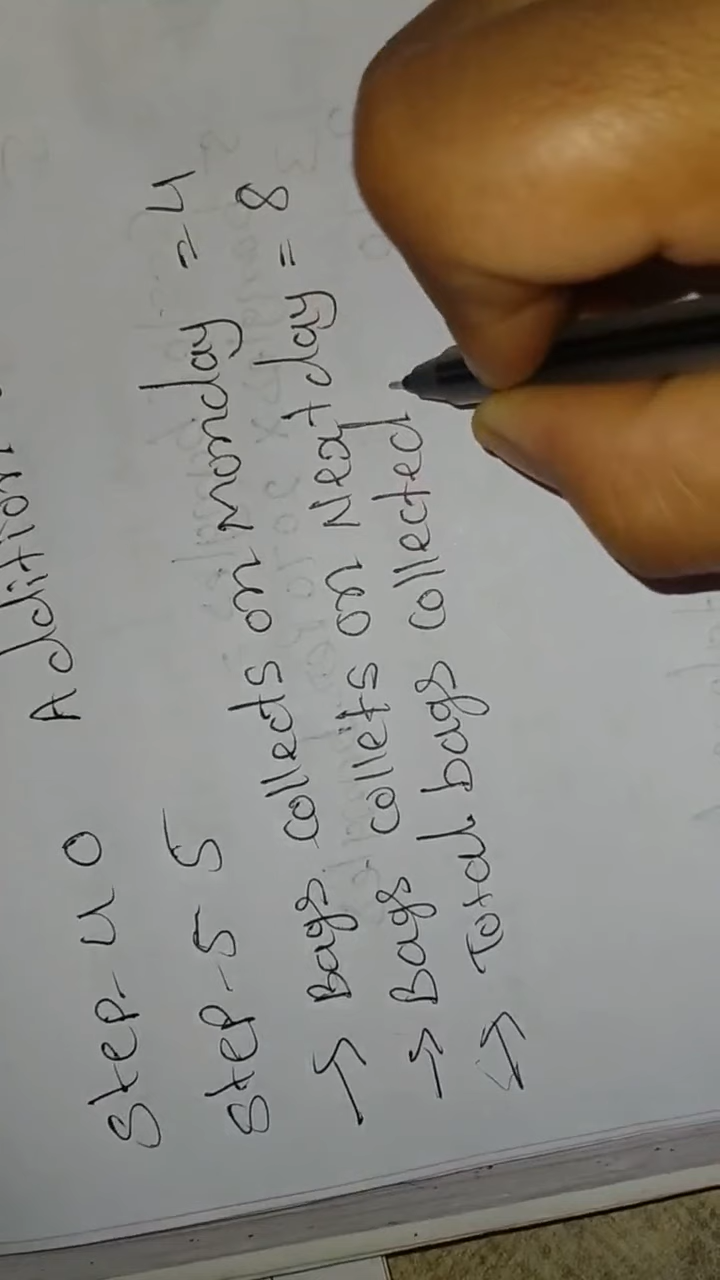 Step-4 0 Addition
Step-5 5
→ Bags collects on monday = 4
→ Bags collets on Next day = 8
→ Total bags collected